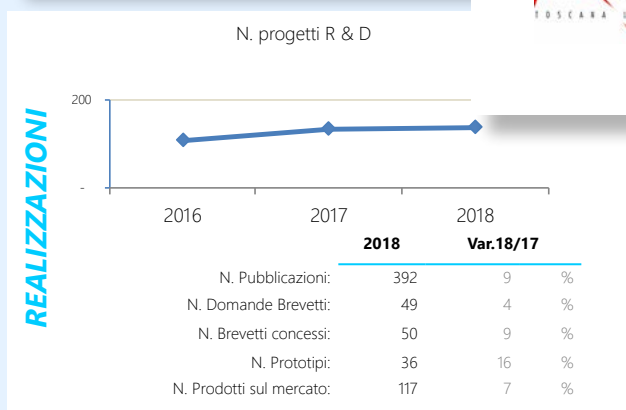 TOSCANA
N. progetti R & D
200
-
REALIZZAZIONI
2016 2017 2018
2018 Var.18/17
N. Pubblicazioni: 392 9 %
N. Domande Brevetti: 49 4 %
N. Brevetti concessi: 50 9 %
N. Prototipi: 36 16 %
N. Prodotti sul mercato: 117 7 %